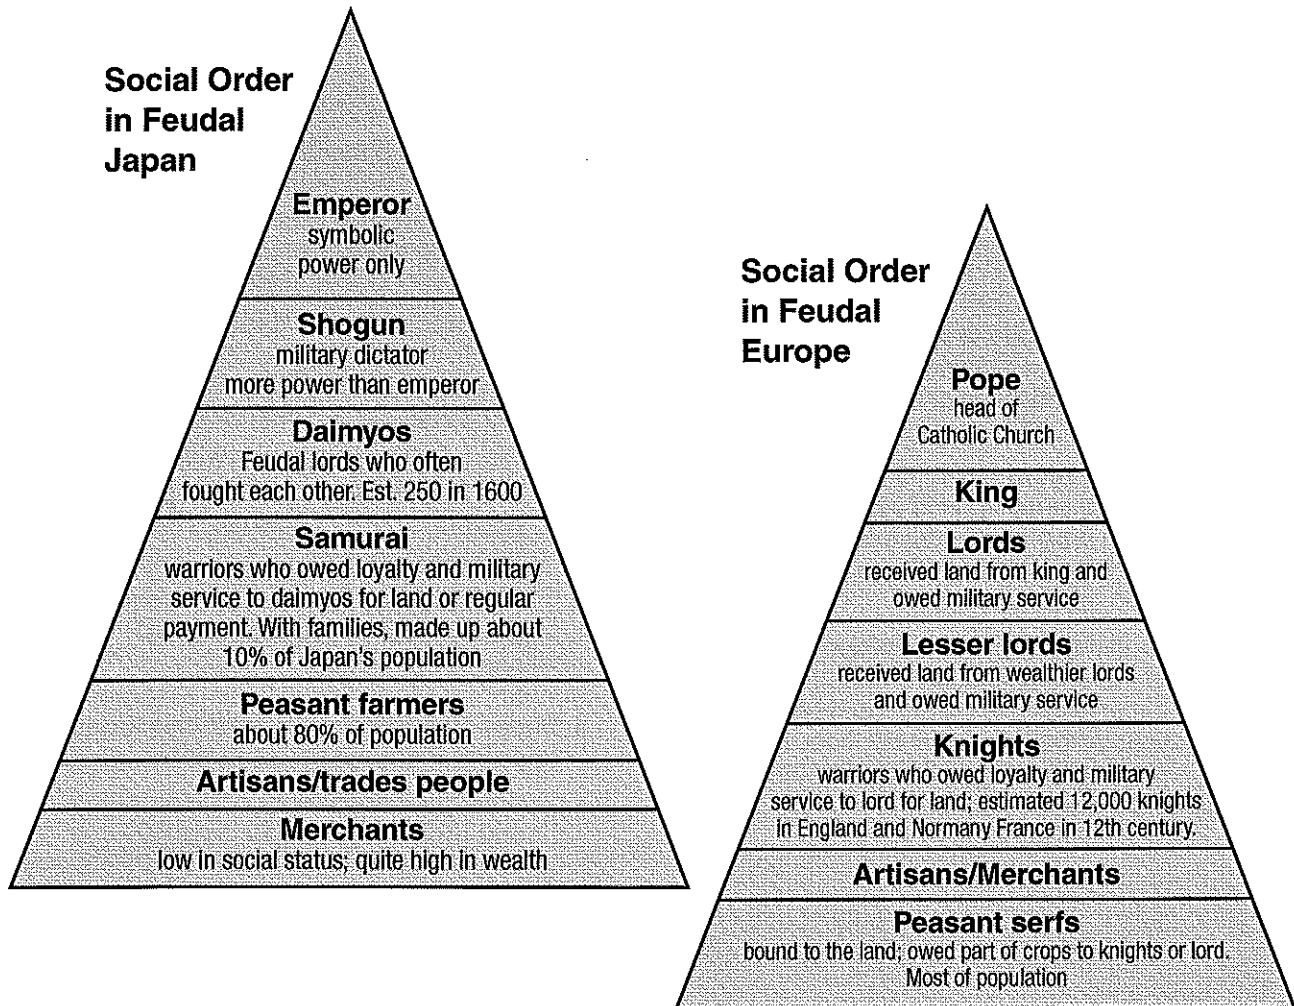 Social Order
in Feudal
Japan
Emperor
symbolic
power only
Shogun
military dictator
more power than emperor
Daimyos
Feudal lords who often
fought each other. Est. 250 in 1600
Samurai
warriors who owed loyalty and military
service to daimyos for land or regular
payment. With families, made up about
10% of Japan's population
Peasant farmers
about 80% of population
Artisans/trades people
Merchants
low in social status; quite high in wealth
Social Order
in Feudal
Europe
Pope
head of
Catholic Church
King
Lords
received land from king and
owed military service
Lesser lords
received land from wealthier lords
and owed military service
Knights
warriors who owed loyalty and military
service to lord for land; estimated 12,000 knights
in England and Normany France in 12th century.
Artisans/Merchants
Peasant serfs
bound to the land; owed part of crops to knights or lord.
Most of population